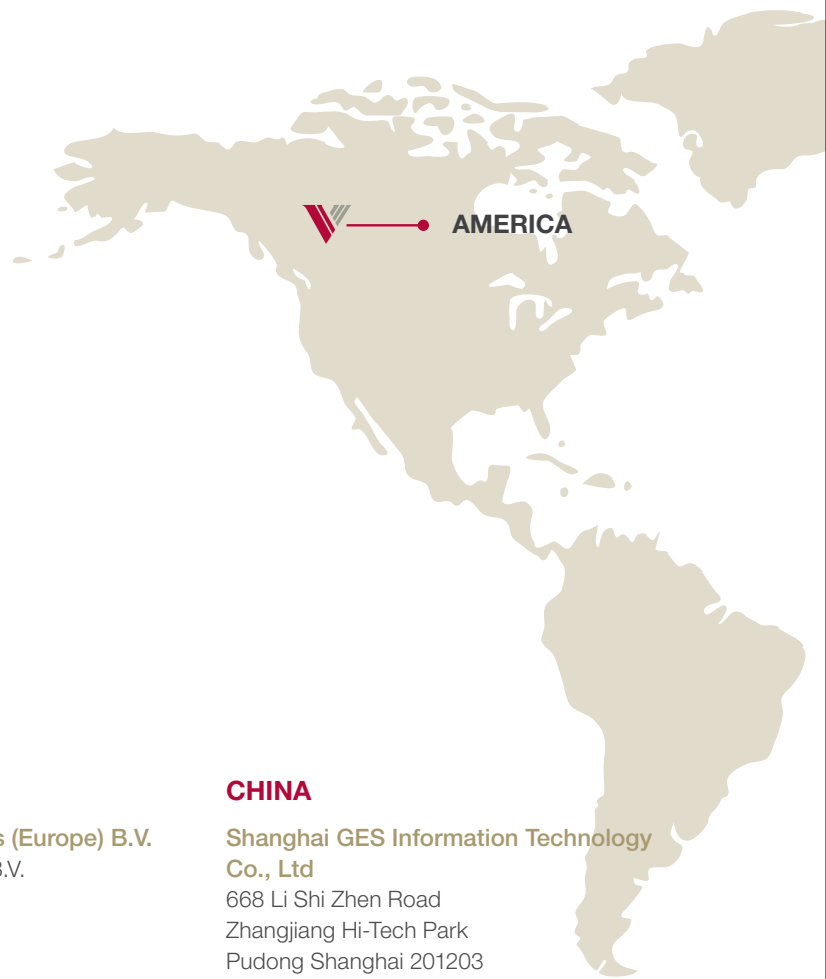 AMERICA
s (Europe) B.V.
B.V.
CHINA
Shanghai GES Information Technology
Co., Ltd
668 Li Shi Zhen Road
Zhangjiang Hi-Tech Park
Pudong Shanghai 201203